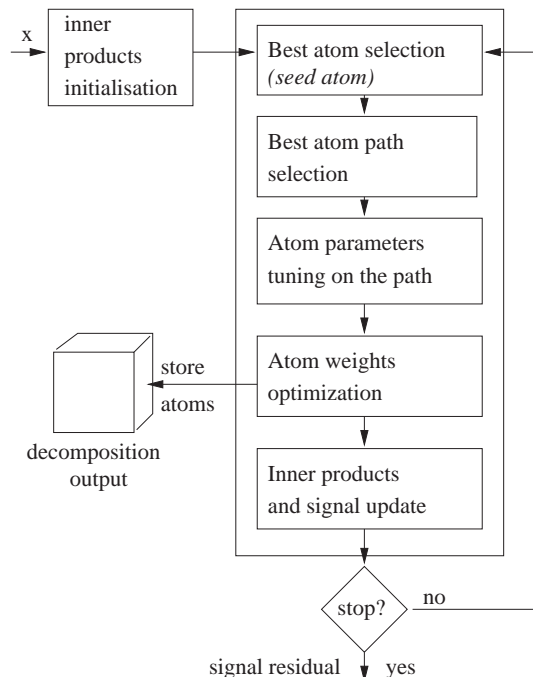 x
inner
products
initialisation
Best atom selection
(seed atom)
Best atom path
selection
Atom parameters
tuning on the path
Atom weights
optimization
store
atoms
decomposition
output
Inner products
and signal update
stop?
no
signal residual
yes